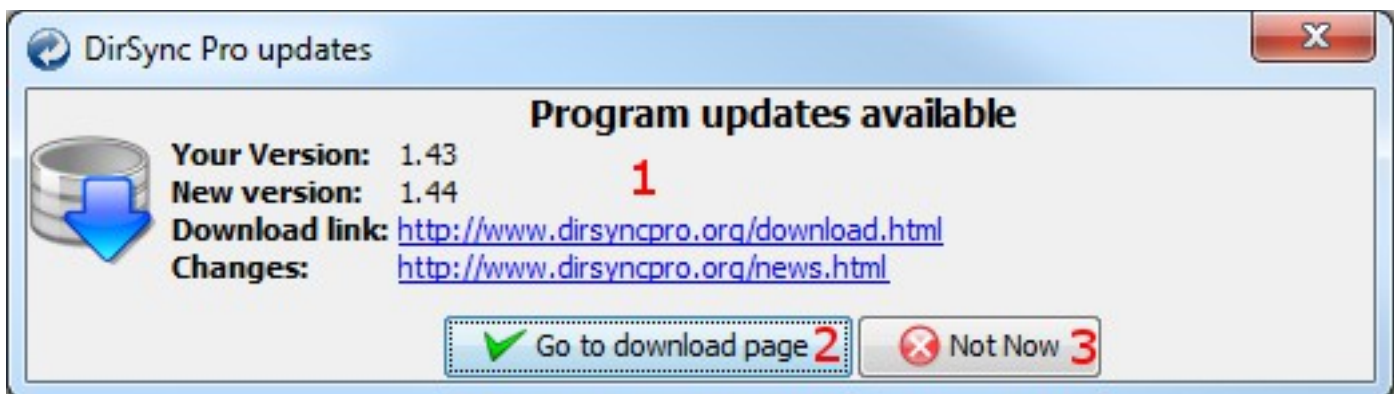 DirSync Pro updates
Program updates available
Your Version: 1.43
1
New version: 1.44
Download link: http://www.dirsyncpro.org/download.html
Changes: http://www.dirsyncpro.org/news.html
Go to download page 2 Not Now 3